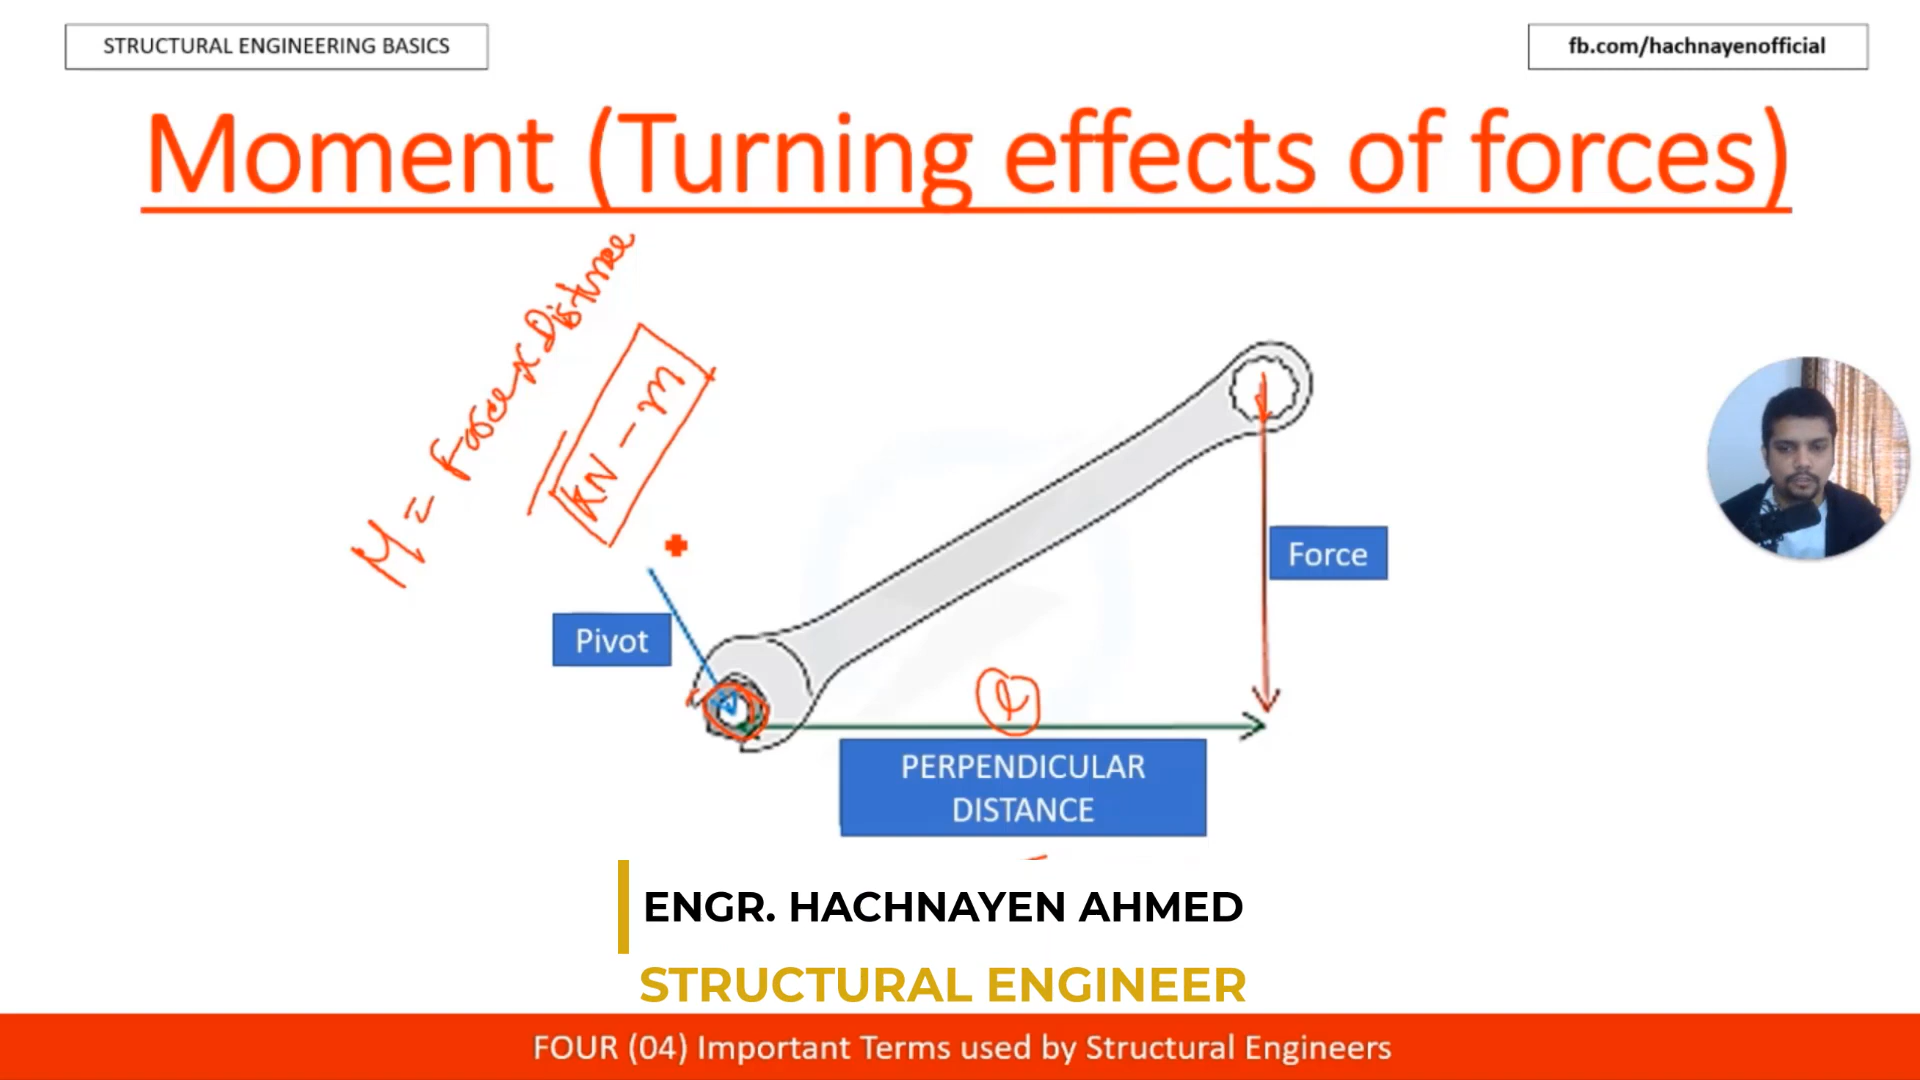 STRUCTURAL ENGINEERING BASICS
fb.com/hachnayenofficial
Moment (Turning effects of forces)
M = Force x Distance
KN - m
Force
Pivot
PERPENDICULAR
DISTANCE
ENGR. HACHNAYEN AHMED
STRUCTURAL ENGINEER
FOUR (04) Important Terms used by Structural Engineers